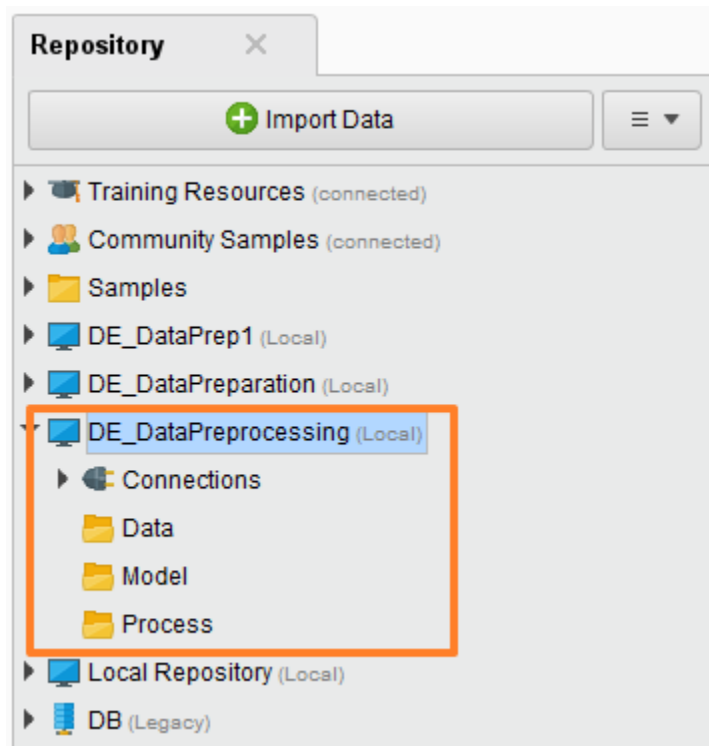 Repository
Import Data
Training Resources (connected)
Community Samples (connected)
Samples
DE_DataPrep1 (Local)
DE_DataPreparation (Local)
DE_DataPreprocessing (Local)
Connections
Data
Model
Process
Local Repository (Local)
DB (Legacy)